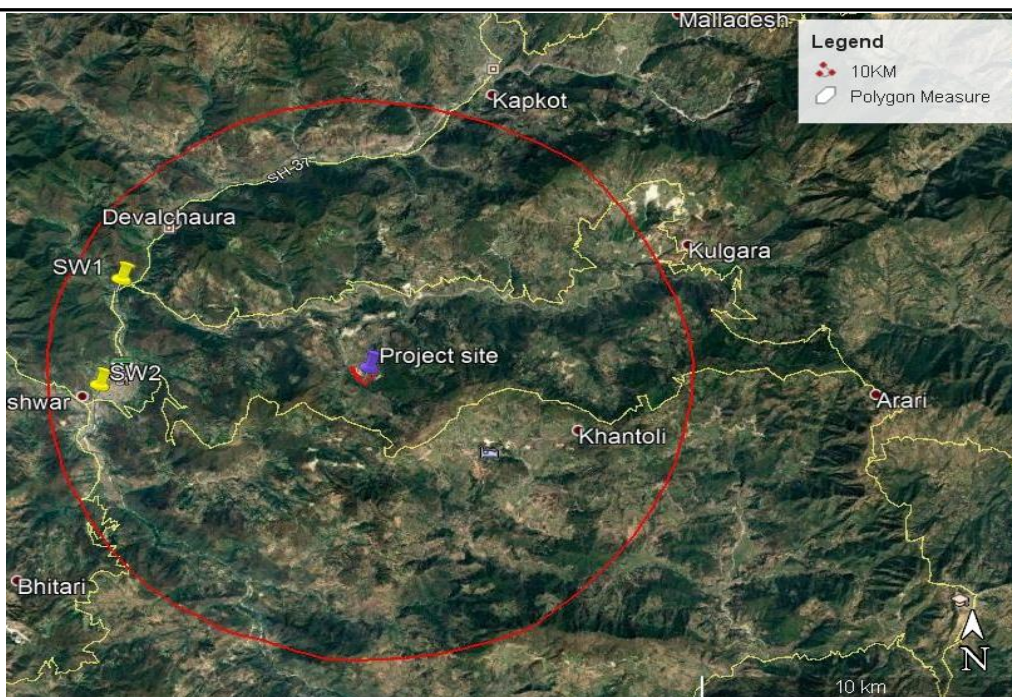 Malladesh
Legend
10KM
Polygon Measure
Kapkot
SH-37
Devalchaura
SW1
Kulgara
Project site
SW2
shwar
Arari
Khantoli
Bhitari
N
10 km